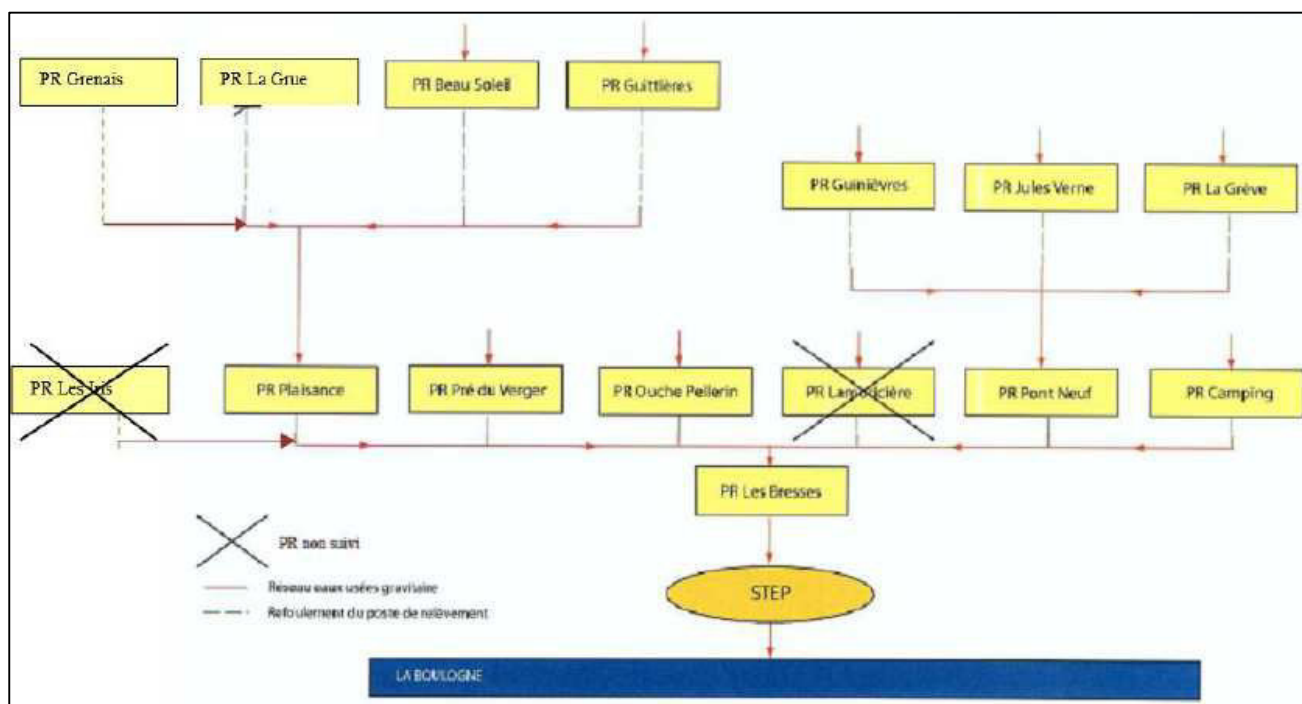 PR Grenais
PR La Grue
PR Beau Soleil
PR Guittières
PR Guinièvres
PR Jules Verne
PR La Grève
PR Les Iris
PR Plaisance
PR Pré du Verger
PR Ouche Pellerin
PR Lamoricière
PR Pont Neuf
PR Camping
PR Les Bresses
PR non suivi
Réseau eaux usées gravitaire
Refoulement du poste de relèvement
STEP
LA BOULOGNE